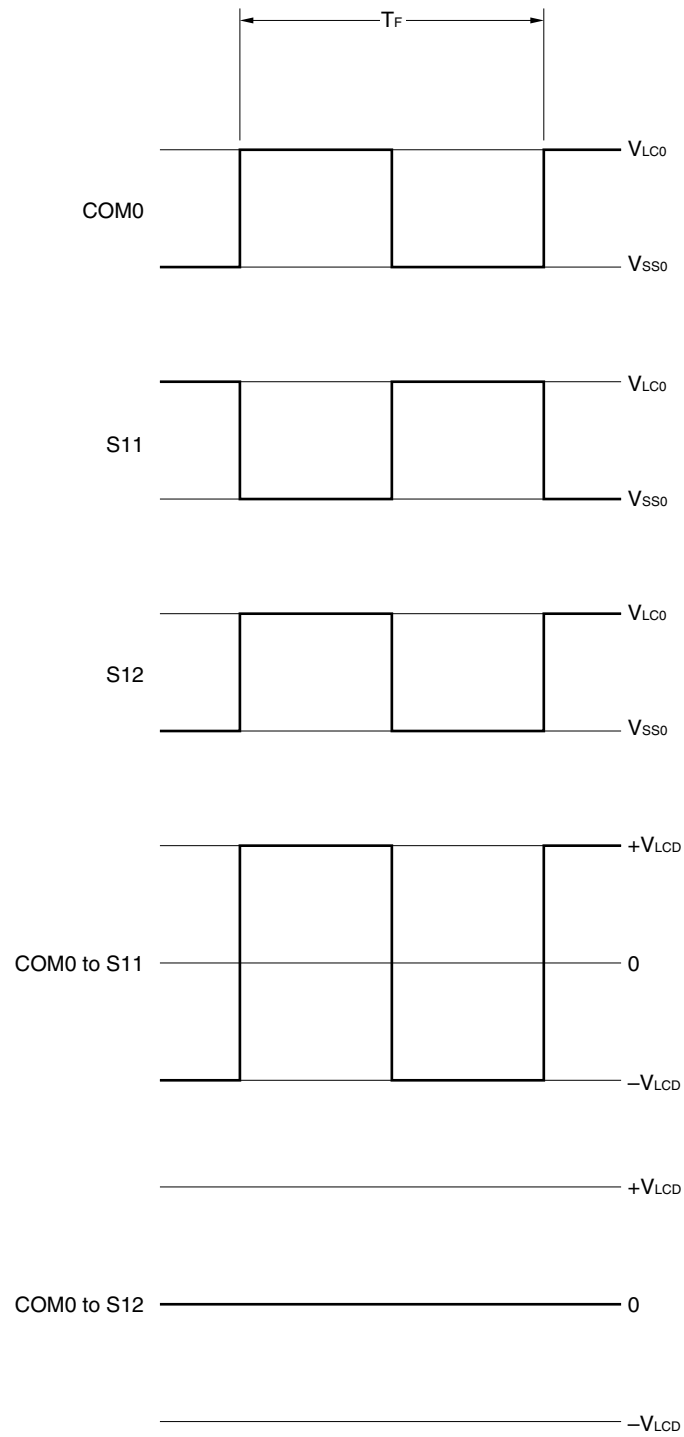 TF
VLC0
COM0
VSS0
VLC0
S11
VSS0
VLC0
S12
VSS0
+VLCD
COM0 to S11
0
–VLCD
+VLCD
COM0 to S12
0
–VLCD